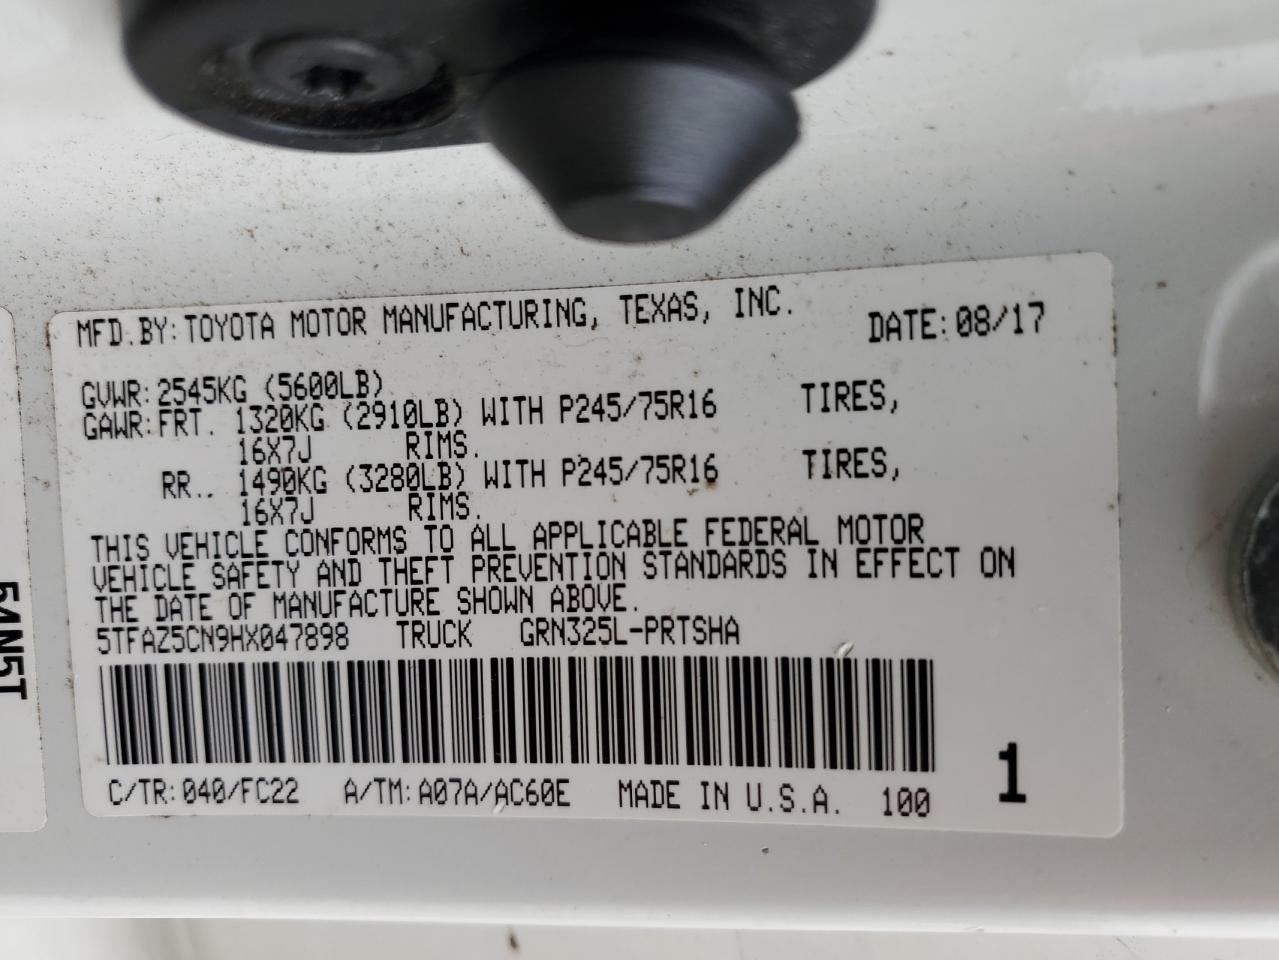 MFD.BY:TOYOTA MOTOR MANUFACTURING, TEXAS, INC. DATE:08/17
GVWR:2545KG (5600LB)
GAWR:FRT. 1320KG (2910LB) WITH P245/75R16 TIRES,
16X7J RIMS.
RR.. 1490KG (3280LB) WITH P245/75R16 TIRES,
16X7J RIMS.
THIS VEHICLE CONFORMS TO ALL APPLICABLE FEDERAL MOTOR
VEHICLE SAFETY AND THEFT PREVENTION STANDARDS IN EFFECT ON
THE DATE OF MANUFACTURE SHOWN ABOVE.
5TFAZ5CN9HX047898 TRUCK GRN325L-PRTSHA
C/TR:040/FC22 A/TM:A07A/AC60E MADE IN U.S.A. 100
1
54N5T